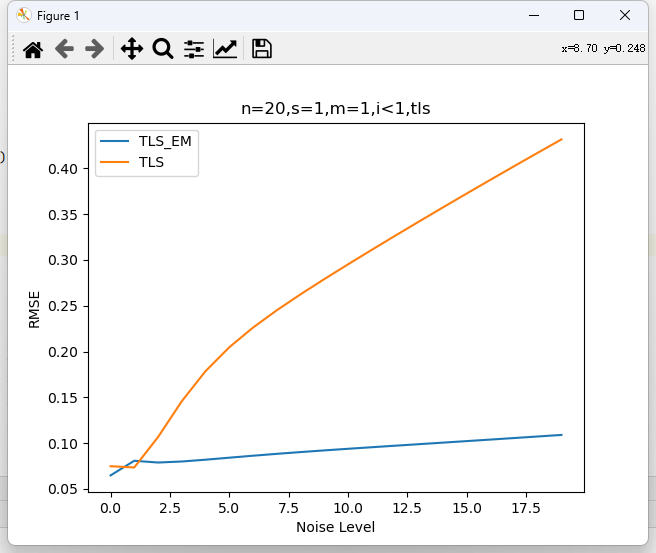 Figure 1
x=8.70 y=0.248
n=20,s=1,m=1,i<1,tls
TLS_EM
TLS
0.40
0.35
0.30
0.25
0.20
0.15
0.10
0.05
RMSE
0.0 2.5 5.0 7.5 10.0 12.5 15.0 17.5
Noise Level